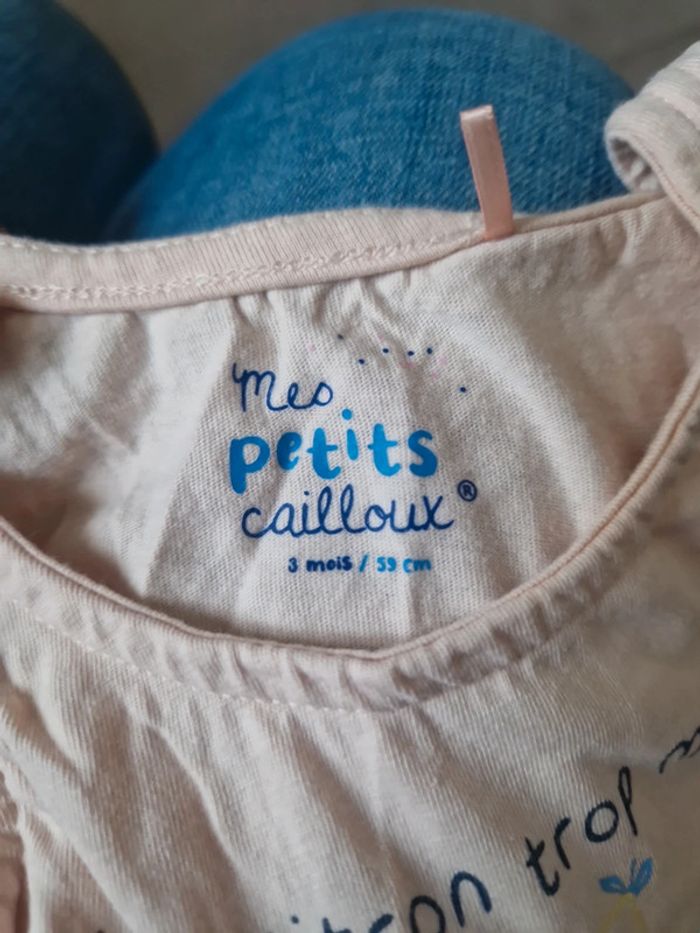 Mes
petits
cailloux®
3 mois / 59 cm
trop